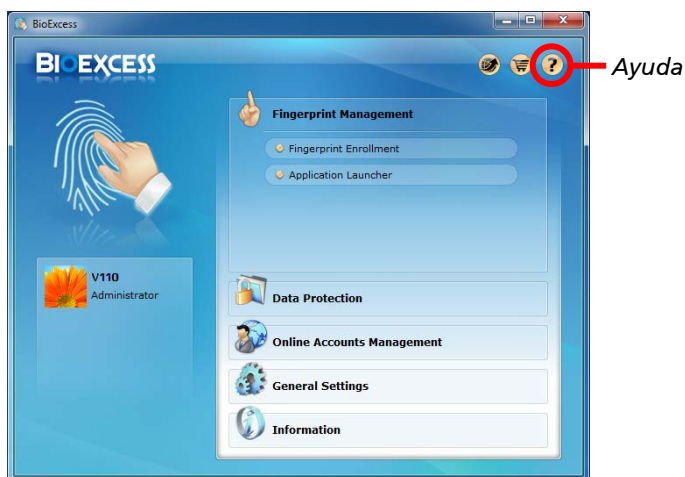 BioExcess
BIOEXCESS
? Ayuda
Fingerprint Management
Fingerprint Enrollment
Application Launcher
V110
Administrator
Data Protection
Online Accounts Management
General Settings
Information